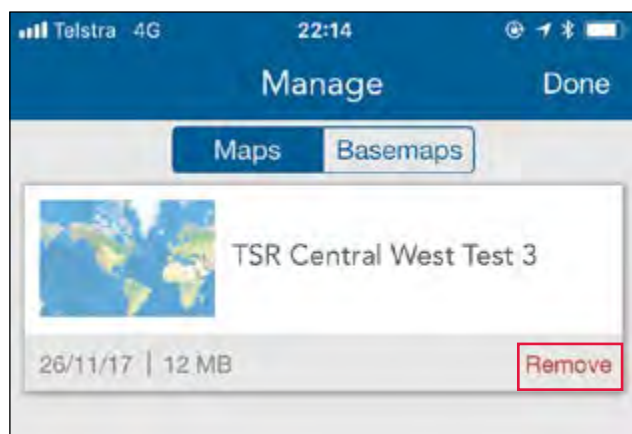 Telstra 4G 22:14
Manage Done
Maps Basemaps
TSR Central West Test 3
26/11/17 | 12 MB Remove